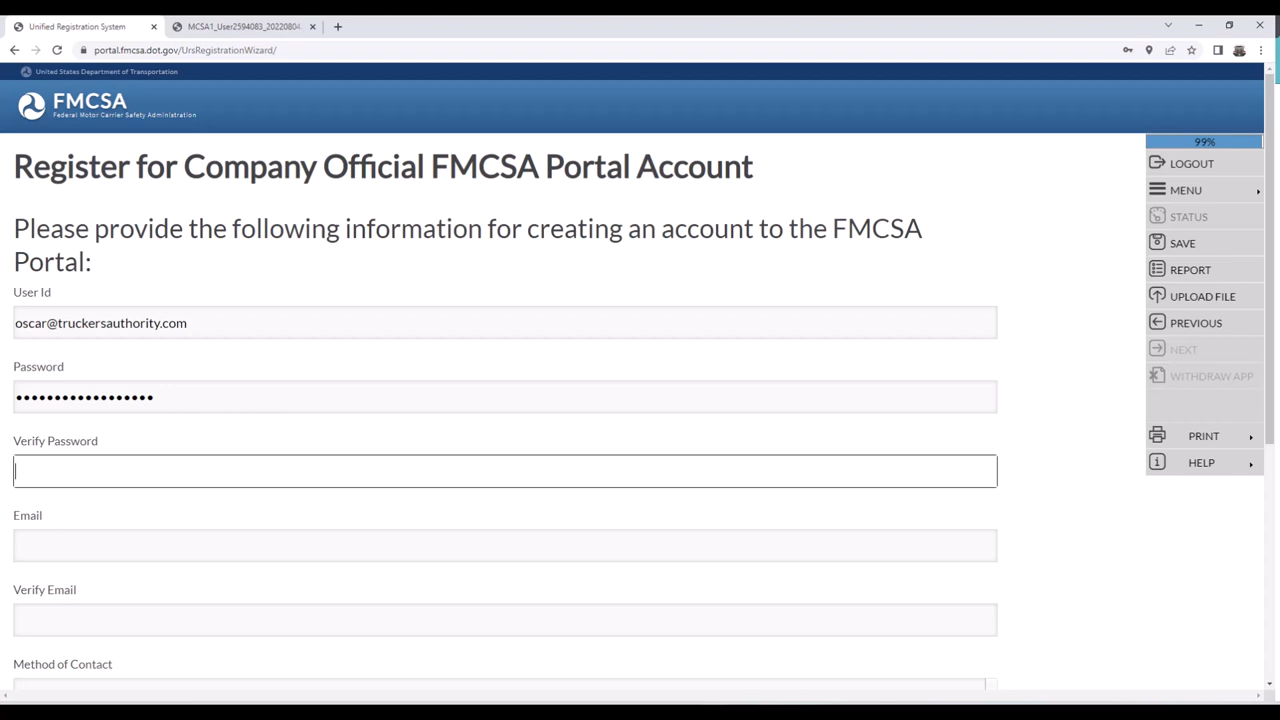 Unified Registration System
MCSA1_User2594083_20220804
portal.fmcsa.dot.gov/UrsRegistrationWizard/
United States Department of Transportation
FMCSA
Federal Motor Carrier Safety Administration
99%
LOGOUT
MENU
STATUS
SAVE
REPORT
UPLOAD FILE
PREVIOUS
NEXT
WITHDRAW APP
PRINT
HELP
Register for Company Official FMCSA Portal Account
Please provide the following information for creating an account to the FMCSA
Portal:
User Id
oscar@truckersauthority.com
Password
••••••••••••••••••
Verify Password
Email
Verify Email
Method of Contact